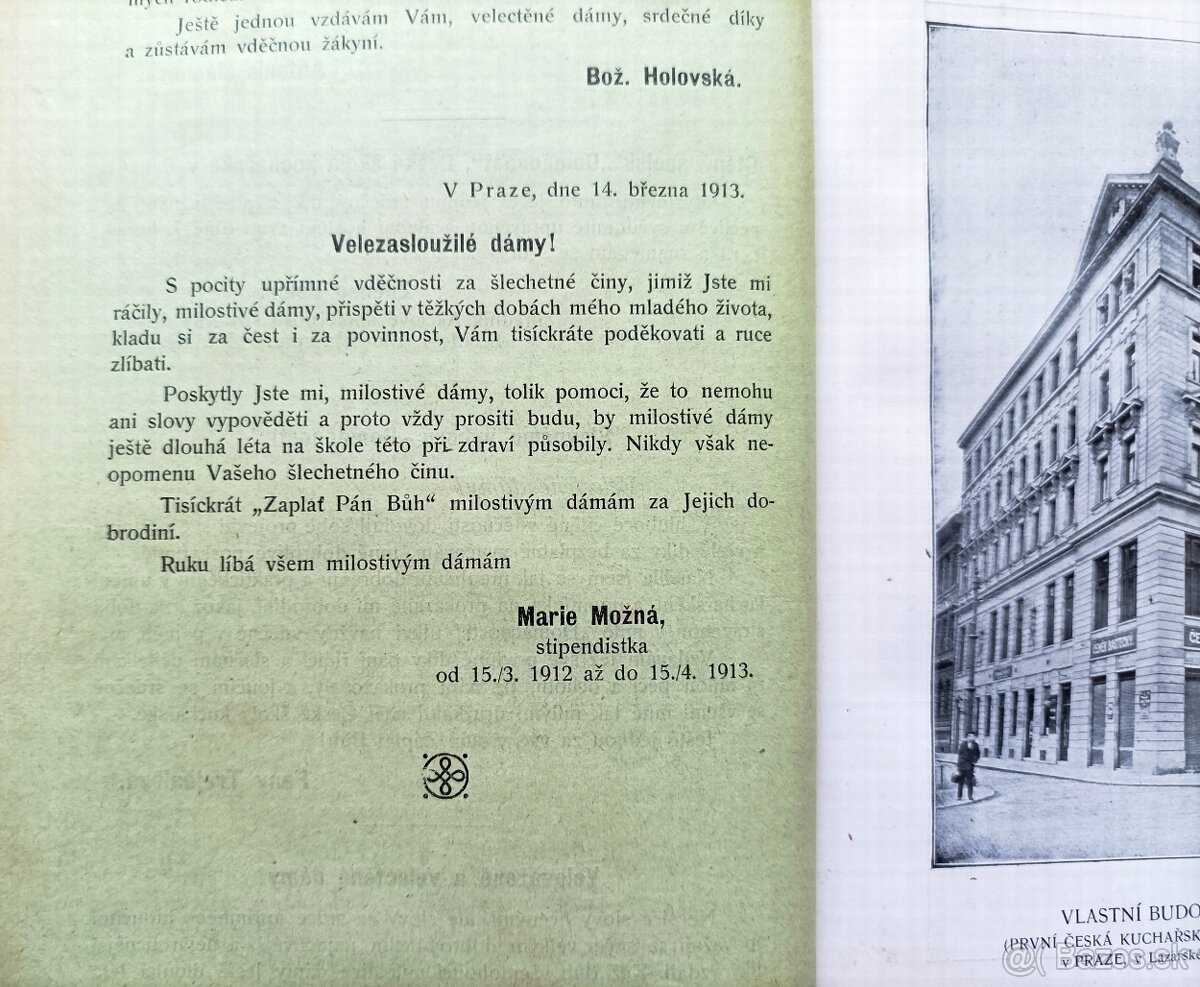 Ještě jednou vzdávám Vám, velectěné dámy, srdečné díky
a zůstávám vděčnou žákyní.
Bož. Holovská.
V Praze, dne 14. března 1913.
Velezasloužilé dámy!
S pocity upřímné vděčnosti za šlechetné činy, jimiž Jste mi
ráčily, milostivé dámy, přispěti v těžkých dobách mého mladého života,
kladu si za čest i za povinnost, Vám tisíckráte poděkovati a ruce
zlíbati.
Poskytly Jste mi, milostivé dámy, tolik pomoci, že to nemohu
ani slovy vypověděti a proto vždy prositi budu, by milostivé dámy
ještě dlouhá léta na škole této při zdraví působily. Nikdy však ne-
opomenu Vašeho šlechetného činu.
Tisíckrát „Zaplať Pán Bůh“ milostivým dámám za Jejich do-
brodiní.
Ruku líbá všem milostivým dámám
Marie Možná,
stipendistka
od 15./3. 1912 až do 15./4. 1913.
VLASTNÍ BUDO
(PRVNÍ ČESKÁ KUCHAŘSK
v PRAZE, v Lazarské
Bazos.sk